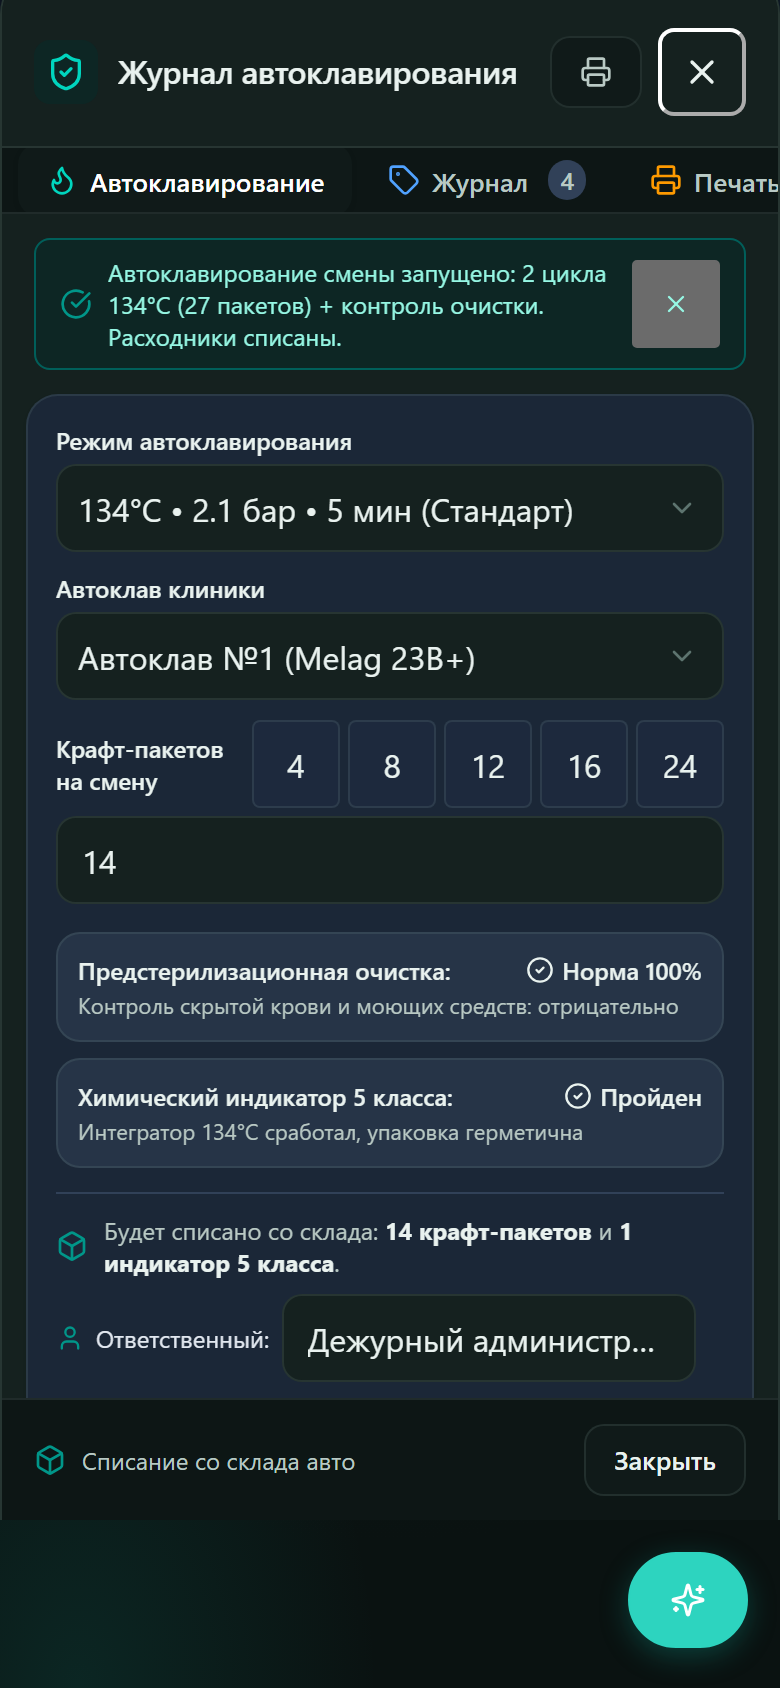 Журнал автоклавирования
Автоклавирование
Журнал
4
Печать
Автоклавирование смены запущено: 2 цикла
134°C (27 пакетов) + контроль очистки.
Расходники списаны.
Режим автоклавирования
134°C • 2.1 бар • 5 мин (Стандарт)
Автоклав клиники
Автоклав №1 (Melag 23B+)
Крафт-пакетов
на смену
4
8
12
16
24
14
Предстерилизационная очистка:
Норма 100%
Контроль скрытой крови и моющих средств: отрицательно
Химический индикатор 5 класса:
Пройден
Интегратор 134°C сработал, упаковка герметична
Будет списано со склада: 14 крафт-пакетов и 1
индикатор 5 класса.
Ответственный:
Дежурный администр...
Списание со склада авто
Закрыть